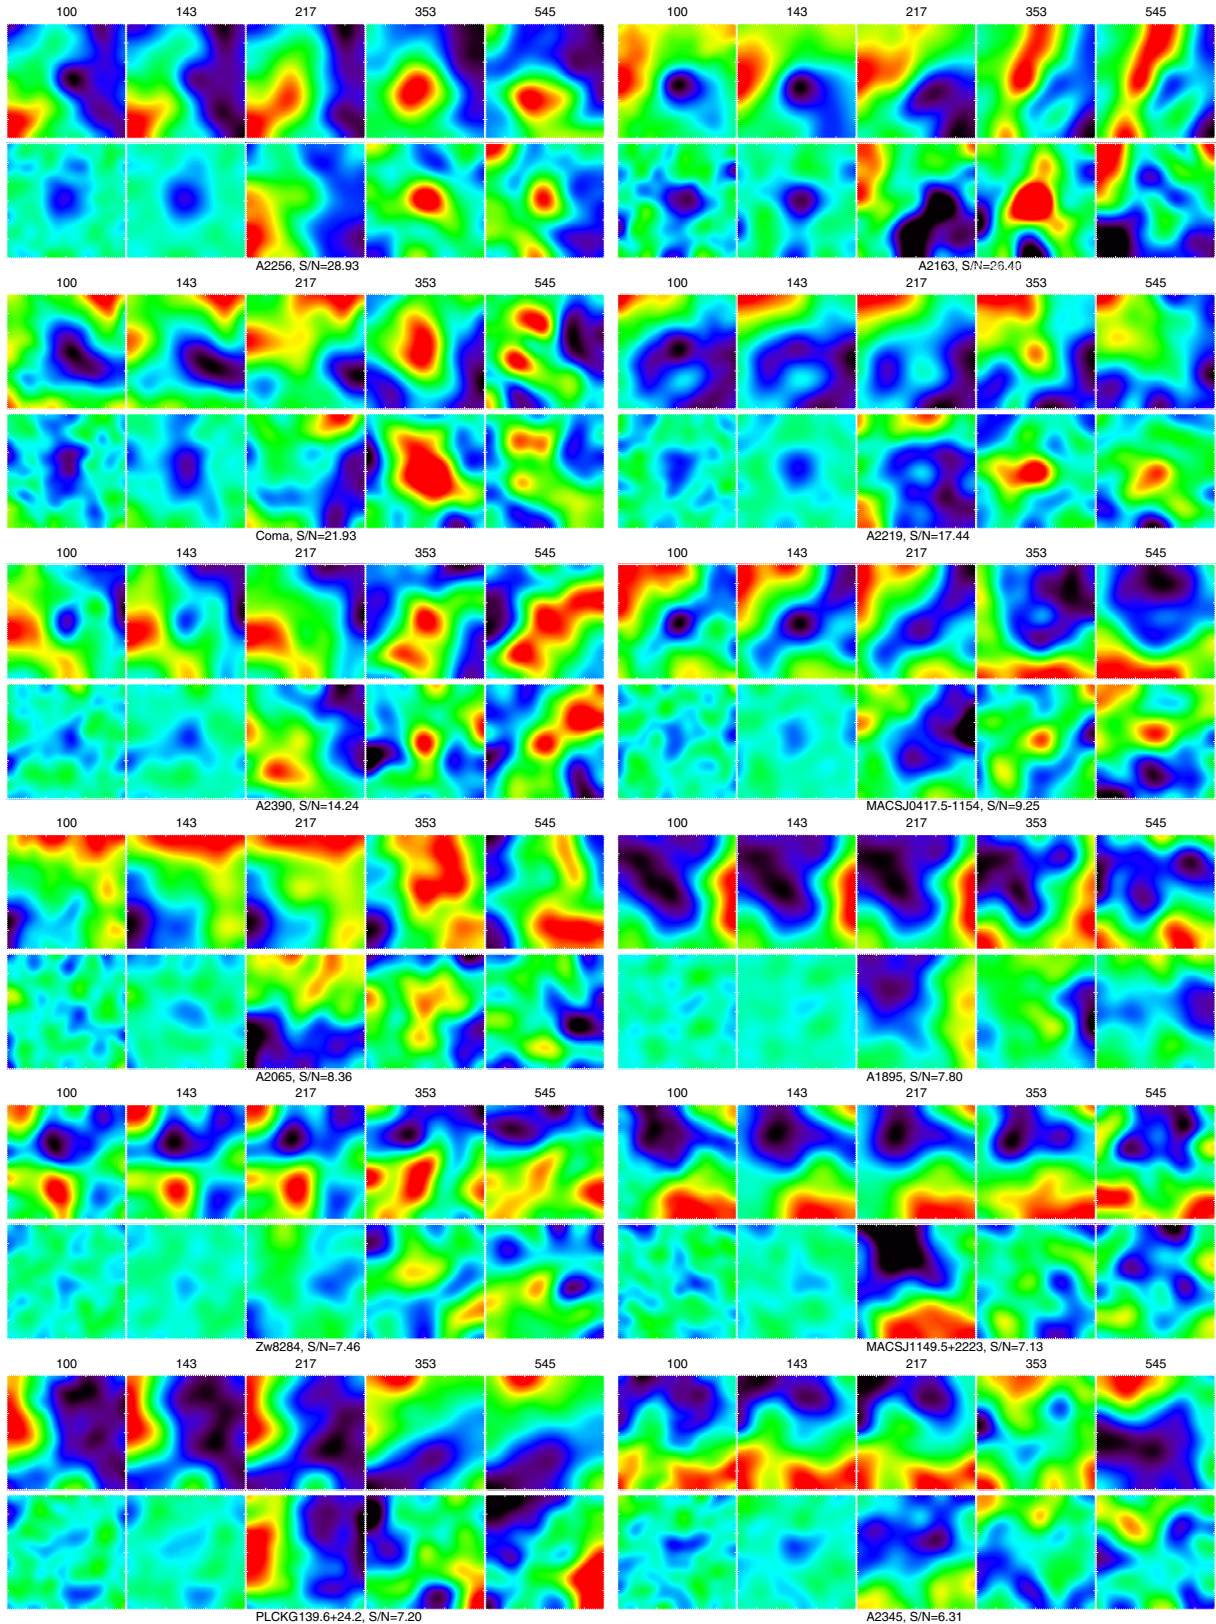 100 143 217 353 545 100 143 217 353 545
A2256, S/N=28.93 A2163, S/N=26.40
100 143 217 353 545 100 143 217 353 545
Coma, S/N=21.93 A2219, S/N=17.44
100 143 217 353 545 100 143 217 353 545
A2390, S/N=14.24 MACSJ0417.5-1154, S/N=9.25
100 143 217 353 545 100 143 217 353 545
A2065, S/N=8.36 A1895, S/N=7.80
100 143 217 353 545 100 143 217 353 545
Zw8284, S/N=7.46 MACSJ1149.5+2223, S/N=7.13
100 143 217 353 545 100 143 217 353 545
PLCKG139.6+24.2, S/N=7.20 A2345, S/N=6.31